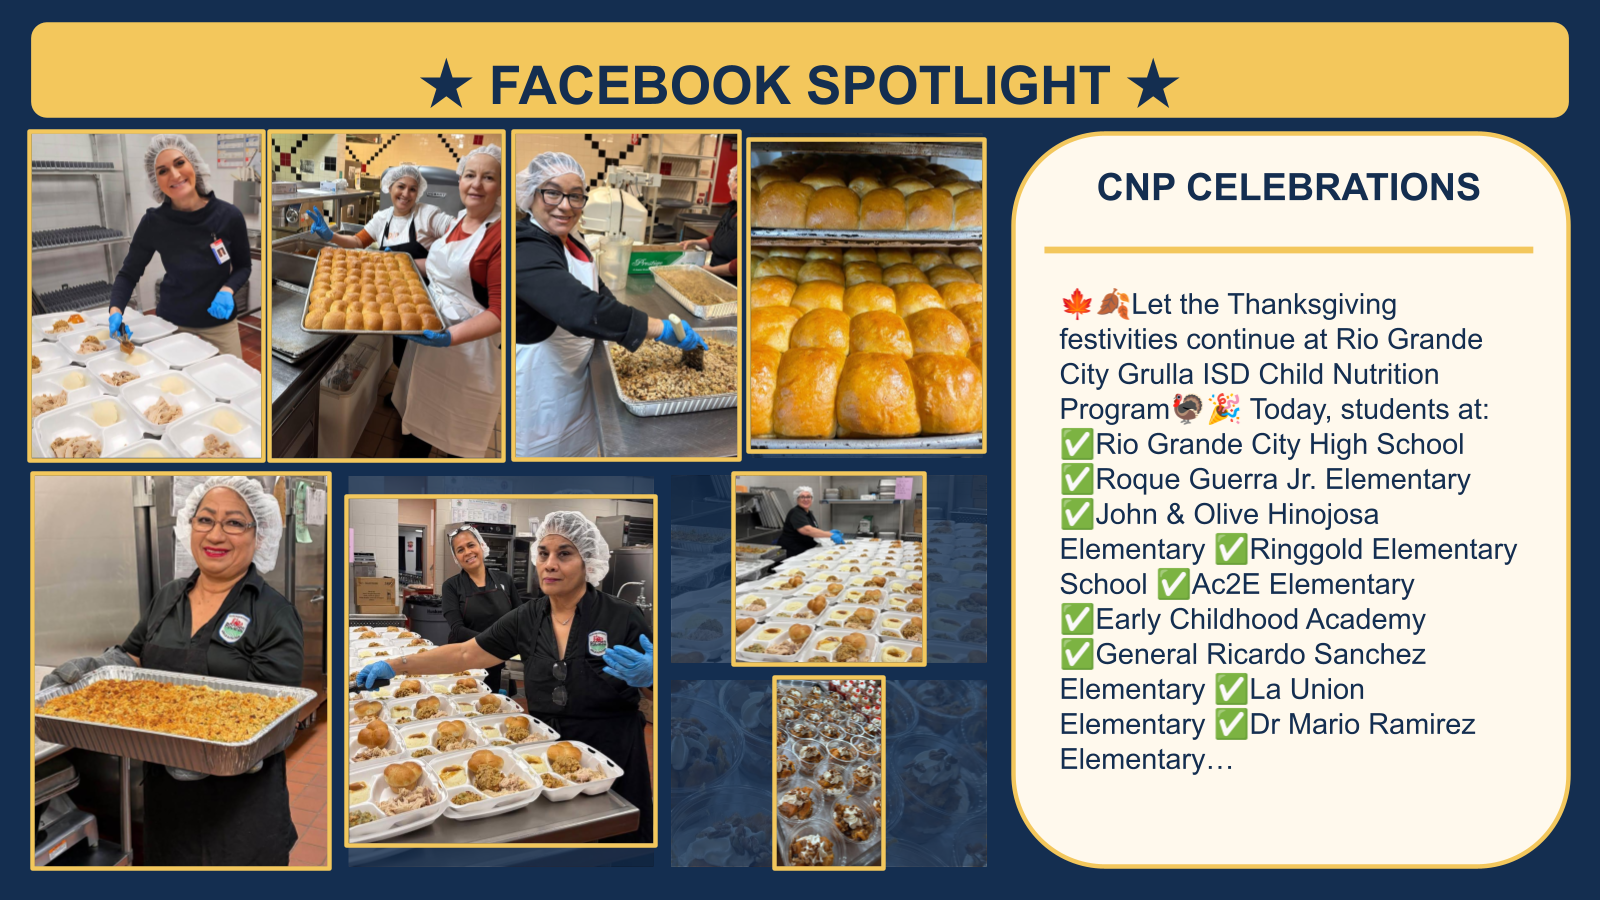 ★ FACEBOOK SPOTLIGHT ★
CNP CELEBRATIONS
🍁🍂Let the Thanksgiving
festivities continue at Rio Grande
City Grulla ISD Child Nutrition
Program🦃🎉 Today, students at:
✅Rio Grande City High School
✅Roque Guerra Jr. Elementary
✅John & Olive Hinojosa
Elementary ✅Ringgold Elementary
School ✅Ac2E Elementary
✅Early Childhood Academy
✅General Ricardo Sanchez
Elementary ✅La Union
Elementary ✅Dr Mario Ramirez
Elementary…